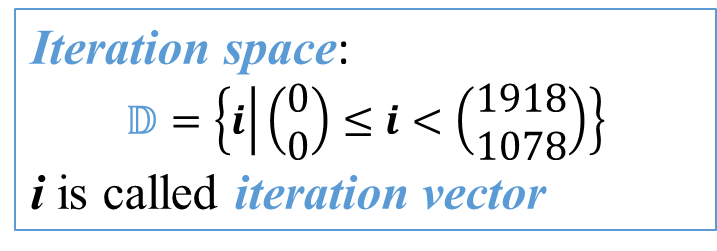 Iteration space:
𝔻 = {i| (0 0) ≤ i < (1918 1078)}
i is called iteration vector